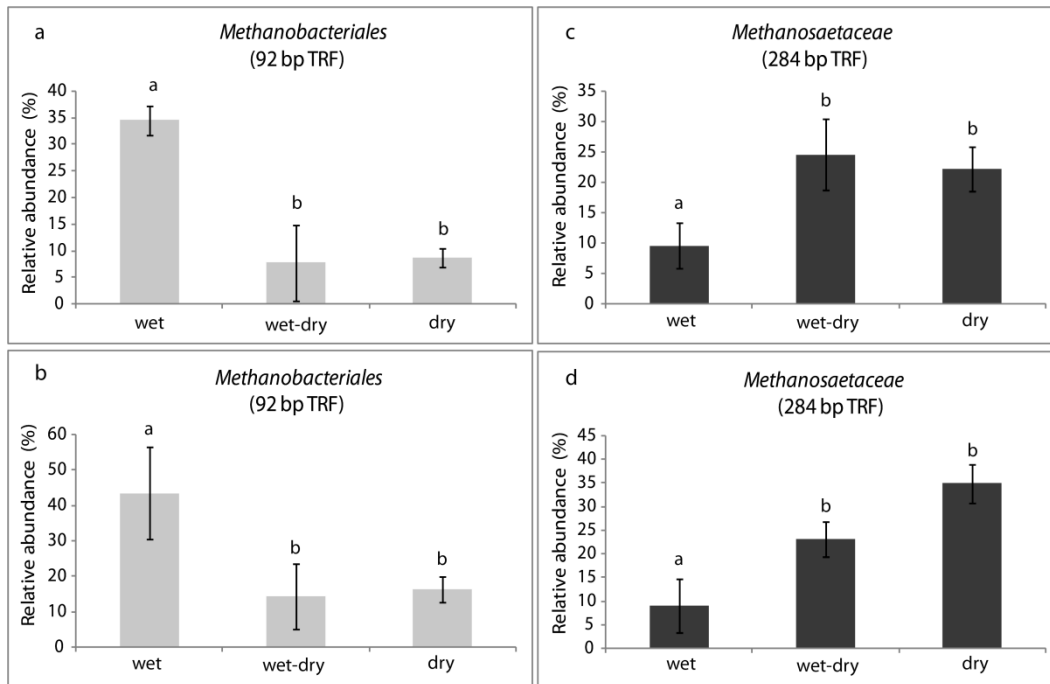 a
Methanobacteriales
(92 bp TRF)
Relative abundance (%)
40
35
30
25
20
15
10
5
0
a
b
b
wet
wet-dry
dry
c
Methanosaetaceae
(284 bp TRF)
Relative abundance (%)
35
30
25
20
15
10
5
0
a
b
b
wet
wet-dry
dry
b
Methanobacteriales
(92 bp TRF)
Relative abundance (%)
60
50
40
30
20
10
0
a
b
b
wet
wet-dry
dry
d
Methanosaetaceae
(284 bp TRF)
Relative abundance (%)
45
40
35
30
25
20
15
10
5
0
a
b
b
wet
wet-dry
dry